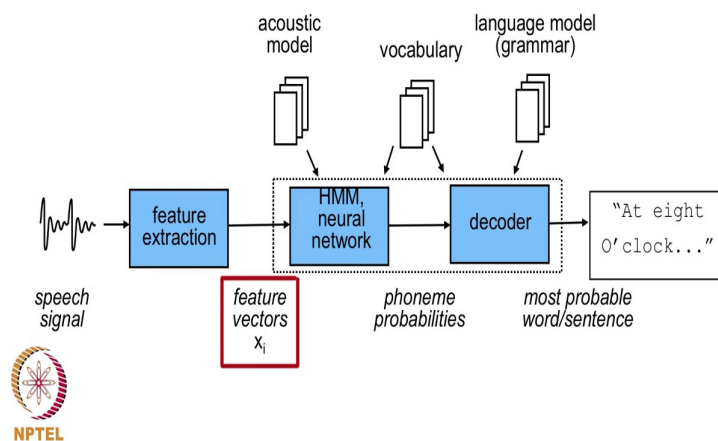 acoustic
model
vocabulary
language model
(grammar)
feature
extraction
HMM,
neural
network
decoder
“At eight
O’clock...”
speech
signal
feature
vectors
xᵢ
phoneme
probabilities
most probable
word/sentence
NPTEL